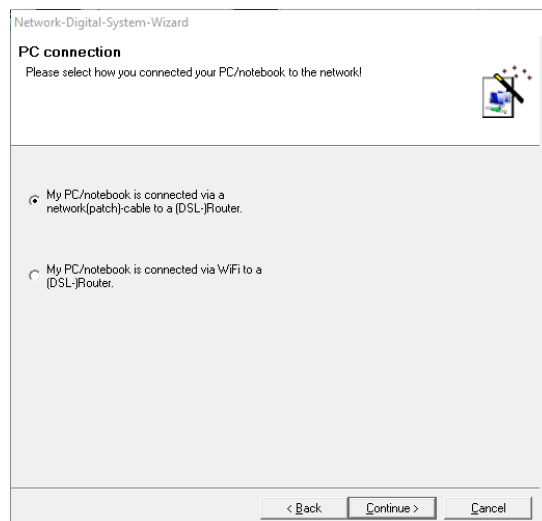 Network-Digital-System-Wizard
PC connection
Please select how you connected your PC/notebook to the network!
My PC/notebook is connected via a
network(patch)-cable to a (DSL-)Router.
My PC/notebook is connected via WiFi to a
(DSL-)Router.
< Back
Continue >
Cancel